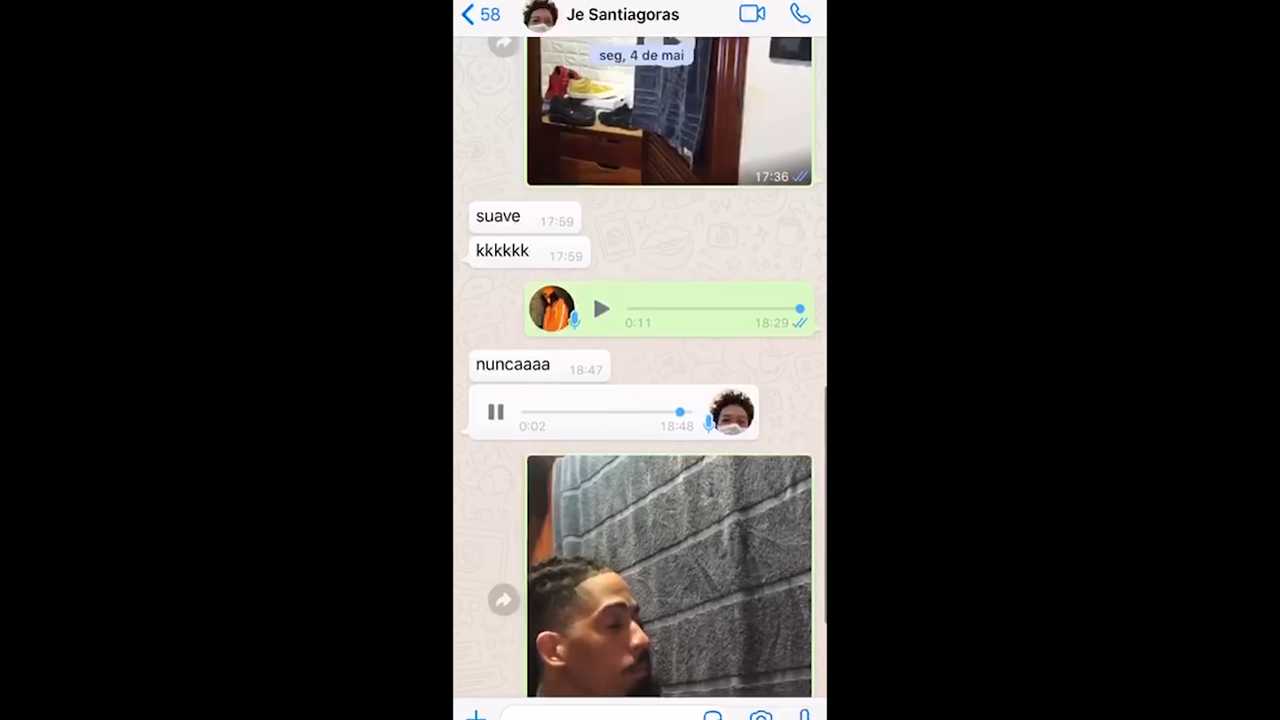 58 Je Santiagoras
seg, 4 de mai
17:36
suave 17:59
kkkkkk 17:59
0:11 18:29
nuncaaaa 18:47
0:02 18:48